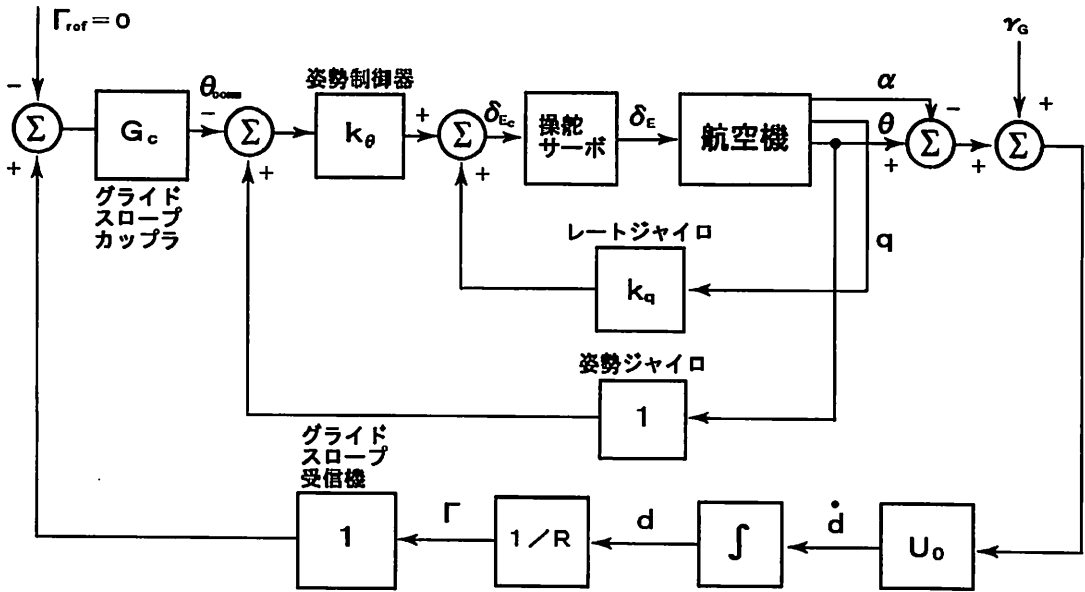 Γrof=0
γG
姿勢制御器
θcomm
α
+
−
Σ
+
Gc
−
Σ
+
kθ
+
Σ
+
δEc
操舵
サーボ
δE
航空機
θ
−
+
Σ
+
+
Σ
グライド
スロープ
カップラ
レートジャイロ
q
kq
姿勢ジャイロ
1
グライド
スロープ
受信機
1
Γ
1/R
d
∫
ḋ
U0